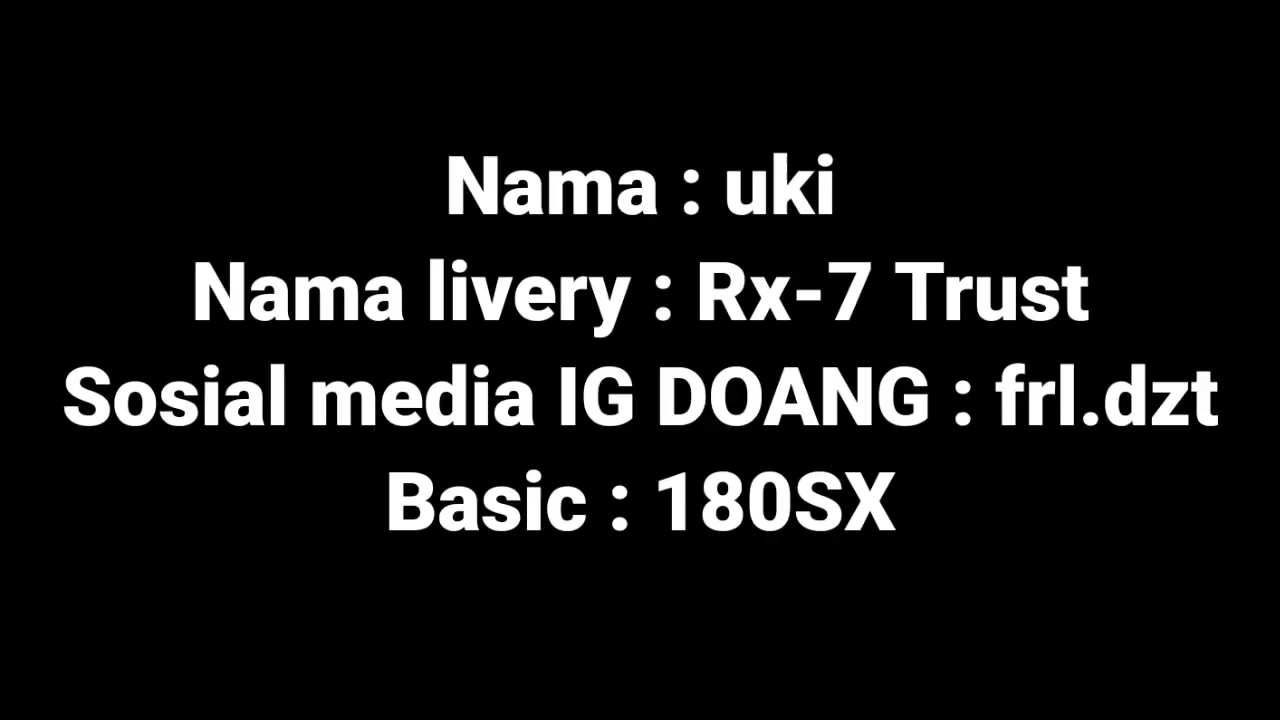 Nama : uki
Nama livery : Rx-7 Trust
Sosial media IG DOANG : frl.dzt
Basic : 180SX